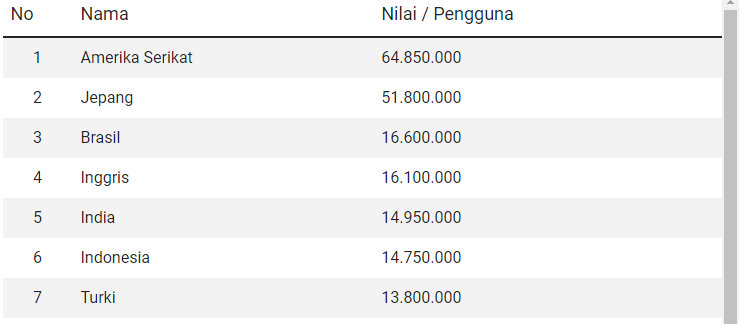 No Nama Nilai / Pengguna
1 Amerika Serikat 64.850.000
2 Jepang 51.800.000
3 Brasil 16.600.000
4 Inggris 16.100.000
5 India 14.950.000
6 Indonesia 14.750.000
7 Turki 13.800.000